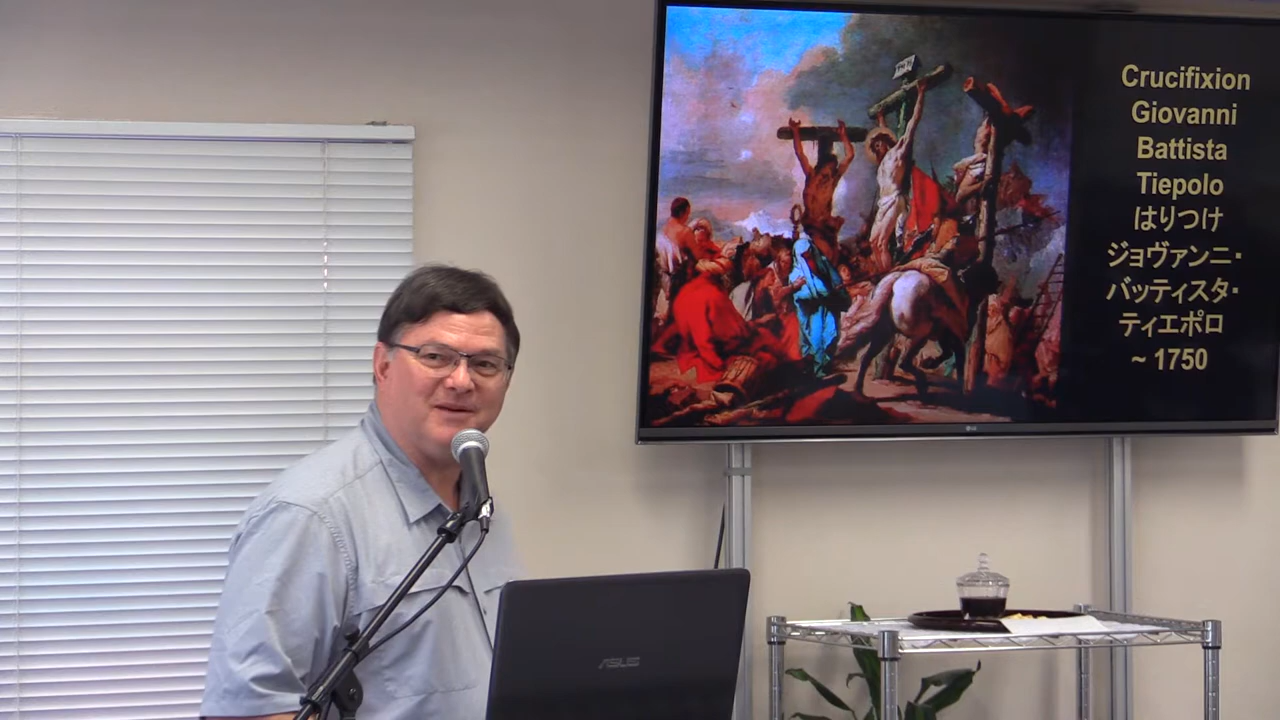 Crucifixion
Giovanni
Battista
Tiepolo
はりつけ
ジョヴァンニ・
バッティスタ・
ティエポロ
~ 1750
LG
ASUS